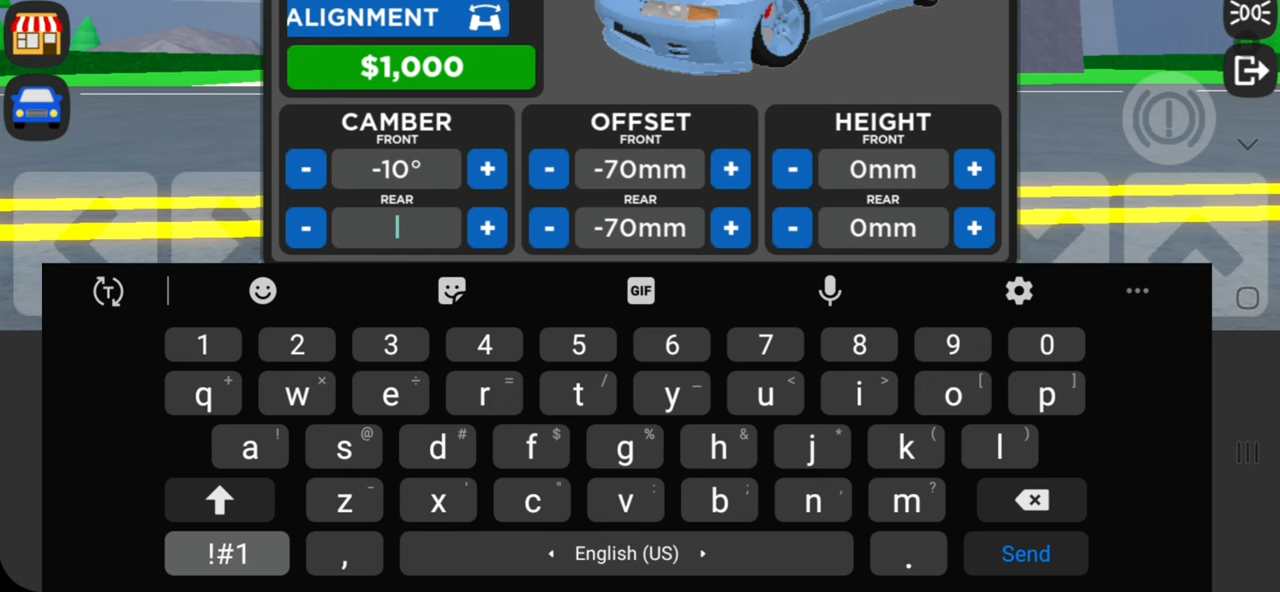 ALIGNMENT
$1,000
CAMBER OFFSET HEIGHT
FRONT FRONT FRONT
- -10° + - -70mm + - 0mm +
REAR REAR REAR
- + - -70mm + - 0mm +
T GIF •••
1 2 3 4 5 6 7 8 9 0
q + w × e ÷ r = t / y _ u < i > o [ p ]
a ! s @ d # f $ g % h & j * k ( l )
z - x ' c " v : b ; n , m ?
!#1 , English (US) . Send